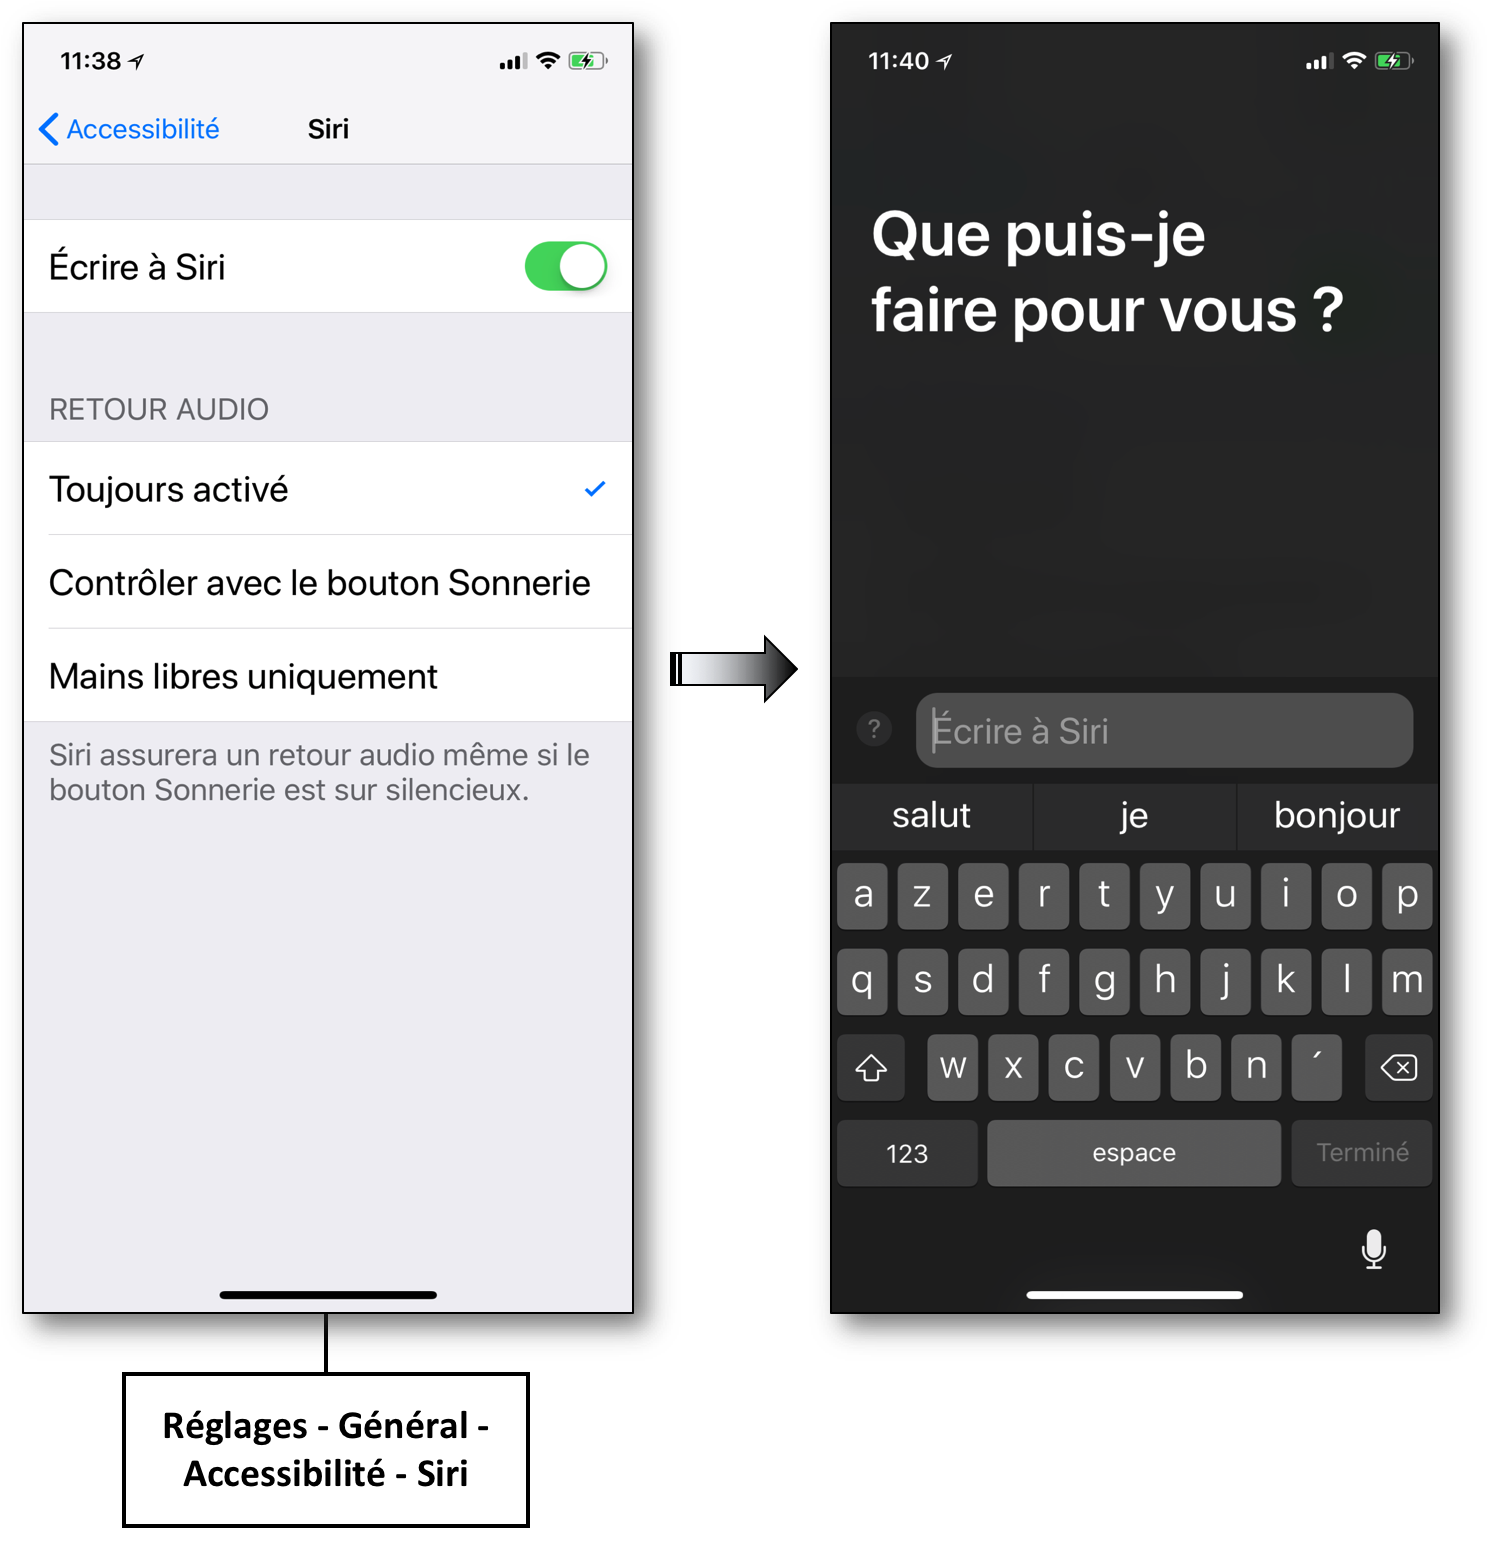 11:38
Accessibilité
Siri
Écrire à Siri
RETOUR AUDIO
Toujours activé
Contrôler avec le bouton Sonnerie
Mains libres uniquement
Siri assurera un retour audio même si le
bouton Sonnerie est sur silencieux.
Réglages - Général -
Accessibilité - Siri
11:40
Que puis-je
faire pour vous ?
?
Écrire à Siri
salut je bonjour
a z e r t y u i o p
q s d f g h j k l m
w x c v b n ´
123 espace Terminé